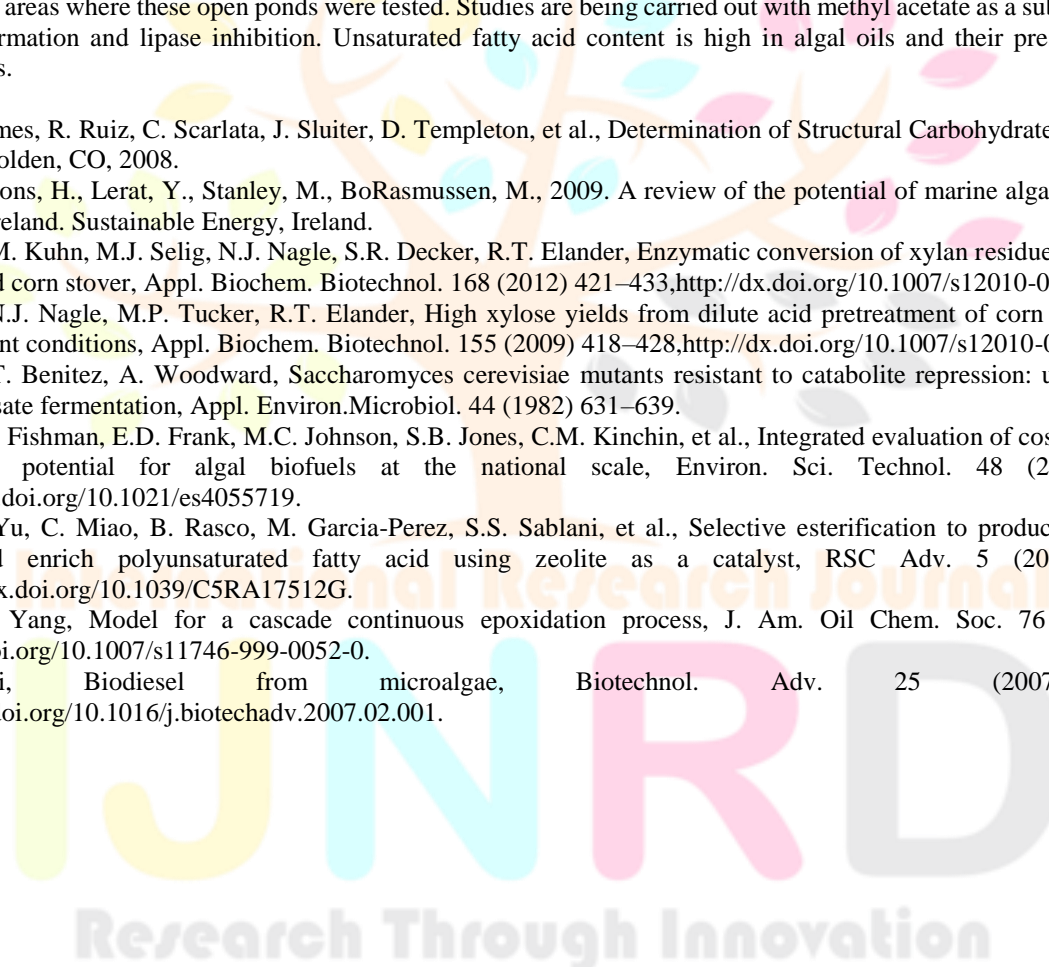 areas where these open ponds were tested. Studies are being carried out with methyl acetate as a sub
rmation and lipase inhibition. Unsaturated fatty acid content is high in algal oils and their pre
s.
mes, R. Ruiz, C. Scarlata, J. Sluiter, D. Templeton, et al., Determination of Structural Carbohydrate
olden, CO, 2008.
ons, H., Lerat, Y., Stanley, M., BoRasmussen, M., 2009. A review of the potential of marine alga
reland. Sustainable Energy, Ireland.
M. Kuhn, M.J. Selig, N.J. Nagle, S.R. Decker, R.T. Elander, Enzymatic conversion of xylan residue
d corn stover, Appl. Biochem. Biotechnol. 168 (2012) 421–433,http://dx.doi.org/10.1007/s12010-0
N.J. Nagle, M.P. Tucker, R.T. Elander, High xylose yields from dilute acid pretreatment of corn
nt conditions, Appl. Biochem. Biotechnol. 155 (2009) 418–428,http://dx.doi.org/10.1007/s12010-0
T. Benitez, A. Woodward, Saccharomyces cerevisiae mutants resistant to catabolite repression: u
sate fermentation, Appl. Environ.Microbiol. 44 (1982) 631–639.
Fishman, E.D. Frank, M.C. Johnson, S.B. Jones, C.M. Kinchin, et al., Integrated evaluation of cos
potential for algal biofuels at the national scale, Environ. Sci. Technol. 48 (2
doi.org/10.1021/es4055719.
Yu, C. Miao, B. Rasco, M. Garcia-Perez, S.S. Sablani, et al., Selective esterification to produc
d enrich polyunsaturated fatty acid using zeolite as a catalyst, RSC Adv. 5 (20
x.doi.org/10.1039/C5RA17512G.
International Research Journal
Yang, Model for a cascade continuous epoxidation process, J. Am. Oil Chem. Soc. 76
oi.org/10.1007/s11746-999-0052-0.
i, Biodiesel from microalgae, Biotechnol. Adv. 25 (2007
doi.org/10.1016/j.biotechadv.2007.02.001.
IJNRD
Research Through Innovation